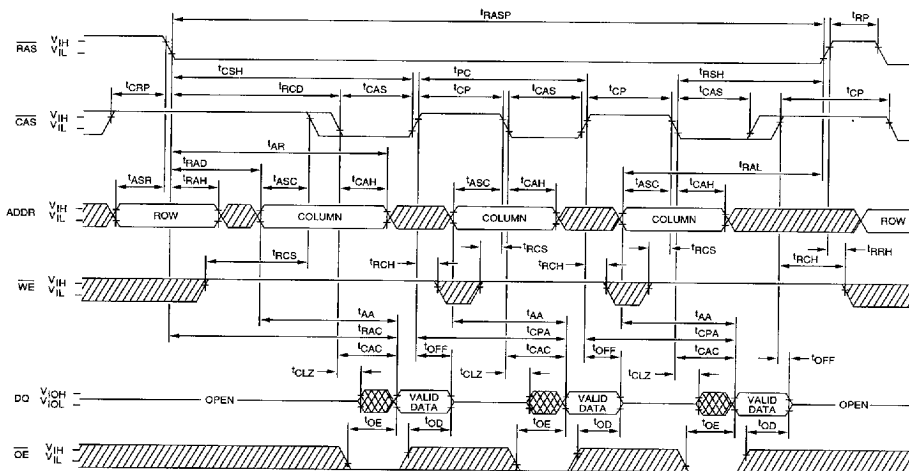 tRASP tRP
RAS VIH
VIL
tCSH tPC tRSH
tCRP tRCD tCAS tCP tCAS tCP tCAS tCP
CAS VIH
VIL
tAR
tRAD tRAL
tASR tRAH tASC tCAH tASC tCAH tASC tCAH
ADDR VIH
VIL ROW COLUMN COLUMN COLUMN ROW
tRCS tRCH tRCS tRCH tRCS tRCH tRRH
WE VIH
VIL
tAA tAA tAA
tRAC tCPA tCPA
tCAC tOFF tCAC tOFF tCAC tOFF
tCLZ tCLZ tCLZ
DQ VIOH
VIOL OPEN VALID DATA VALID DATA VALID DATA OPEN
tOE tOD tOE tOD tOE tOD
OE VIH
VIL